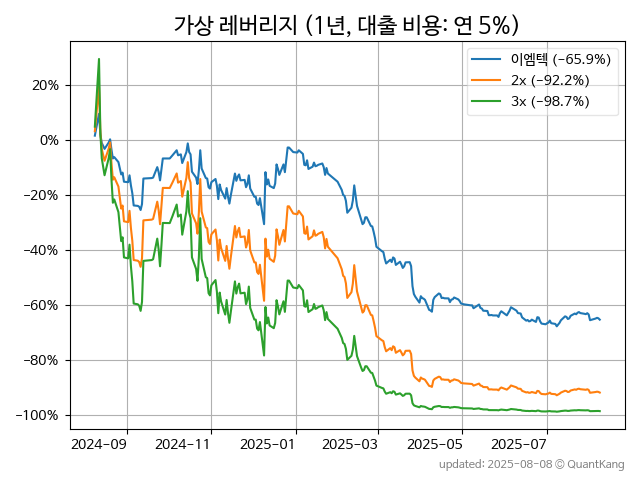 가상 레버리지 (1년, 대출 비용: 연 5%)
이엠텍 (−65.9%)
2x (−92.2%)
3x (−98.7%)
20%
0%
−20%
−40%
−60%
−80%
−100%
2024-09 2024-11 2025-01 2025-03 2025-05 2025-07
updated: 2025-08-08 © QuantKang